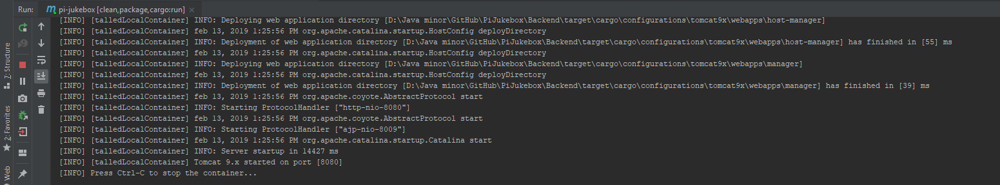 Run: pi-jukebox [clean,package,cargo:run]
[INFO] [talledLocalContainer] INFO: Deploying web application directory [D:\Java minor\GitHub\PiJukebox\Backend\target\cargo\configurations\tomcat9x\webapps\host-manager]
[INFO] [talledLocalContainer] feb 13, 2019 1:25:56 PM org.apache.catalina.startup.HostConfig deployDirectory
[INFO] [talledLocalContainer] INFO: Deployment of web application directory [D:\Java minor\GitHub\PiJukebox\Backend\target\cargo\configurations\tomcat9x\webapps\host-manager] has finished in [55] ms
[INFO] [talledLocalContainer] feb 13, 2019 1:25:56 PM org.apache.catalina.startup.HostConfig deployDirectory
[INFO] [talledLocalContainer] INFO: Deploying web application directory [D:\Java minor\GitHub\PiJukebox\Backend\target\cargo\configurations\tomcat9x\webapps\manager]
[INFO] [talledLocalContainer] feb 13, 2019 1:25:56 PM org.apache.catalina.startup.HostConfig deployDirectory
[INFO] [talledLocalContainer] INFO: Deployment of web application directory [D:\Java minor\GitHub\PiJukebox\Backend\target\cargo\configurations\tomcat9x\webapps\manager] has finished in [39] ms
[INFO] [talledLocalContainer] feb 13, 2019 1:25:56 PM org.apache.coyote.AbstractProtocol start
[INFO] [talledLocalContainer] INFO: Starting ProtocolHandler ["http-nio-8080"]
[INFO] [talledLocalContainer] feb 13, 2019 1:25:56 PM org.apache.coyote.AbstractProtocol start
[INFO] [talledLocalContainer] INFO: Starting ProtocolHandler ["ajp-nio-8009"]
[INFO] [talledLocalContainer] feb 13, 2019 1:25:56 PM org.apache.catalina.startup.Catalina start
[INFO] [talledLocalContainer] INFO: Server startup in 14427 ms
[INFO] [talledLocalContainer] Tomcat 9.x started on port [8080]
[INFO] Press Ctrl-C to stop the container...
7: Structure
2: Favorites
Web